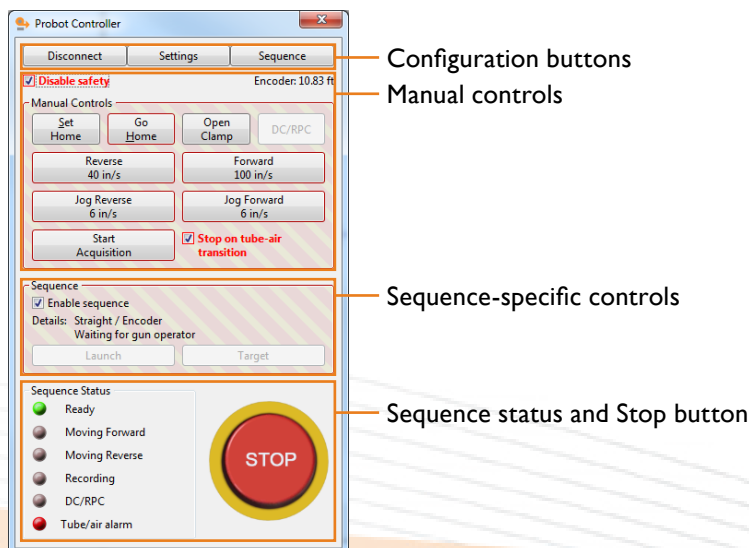 Probot Controller
x
Disconnect Settings Sequence
Configuration buttons
Disable safety Encoder: 10.83 ft
Manual controls
Manual Controls
Set Home
Go Home
Open Clamp
DC/RPC
Reverse
40 in/s
Forward
100 in/s
Jog Reverse
6 in/s
Jog Forward
6 in/s
Start
Acquisition
Stop on tube-air
transition
Sequence
Sequence-specific controls
Enable sequence
Details: Straight / Encoder
Waiting for gun operator
Launch Target
Sequence Status
Sequence status and Stop button
Ready
Moving Forward
Moving Reverse
Recording
DC/RPC
Tube/air alarm
STOP